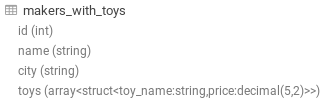 makers_with_toys
id (int)
name (string)
city (string)
toys (array<struct<toy_name:string,price:decimal(5,2)>>)